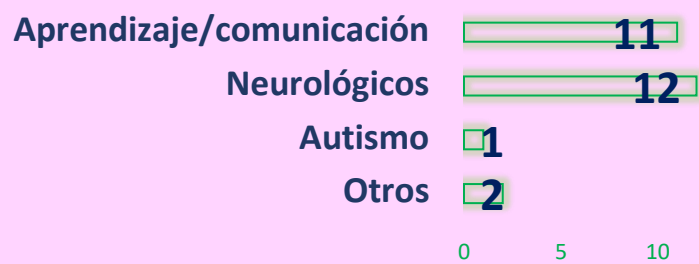 Aprendizaje/comunicación 11
Neurológicos 12
Autismo 1
Otros 2
0 5 10